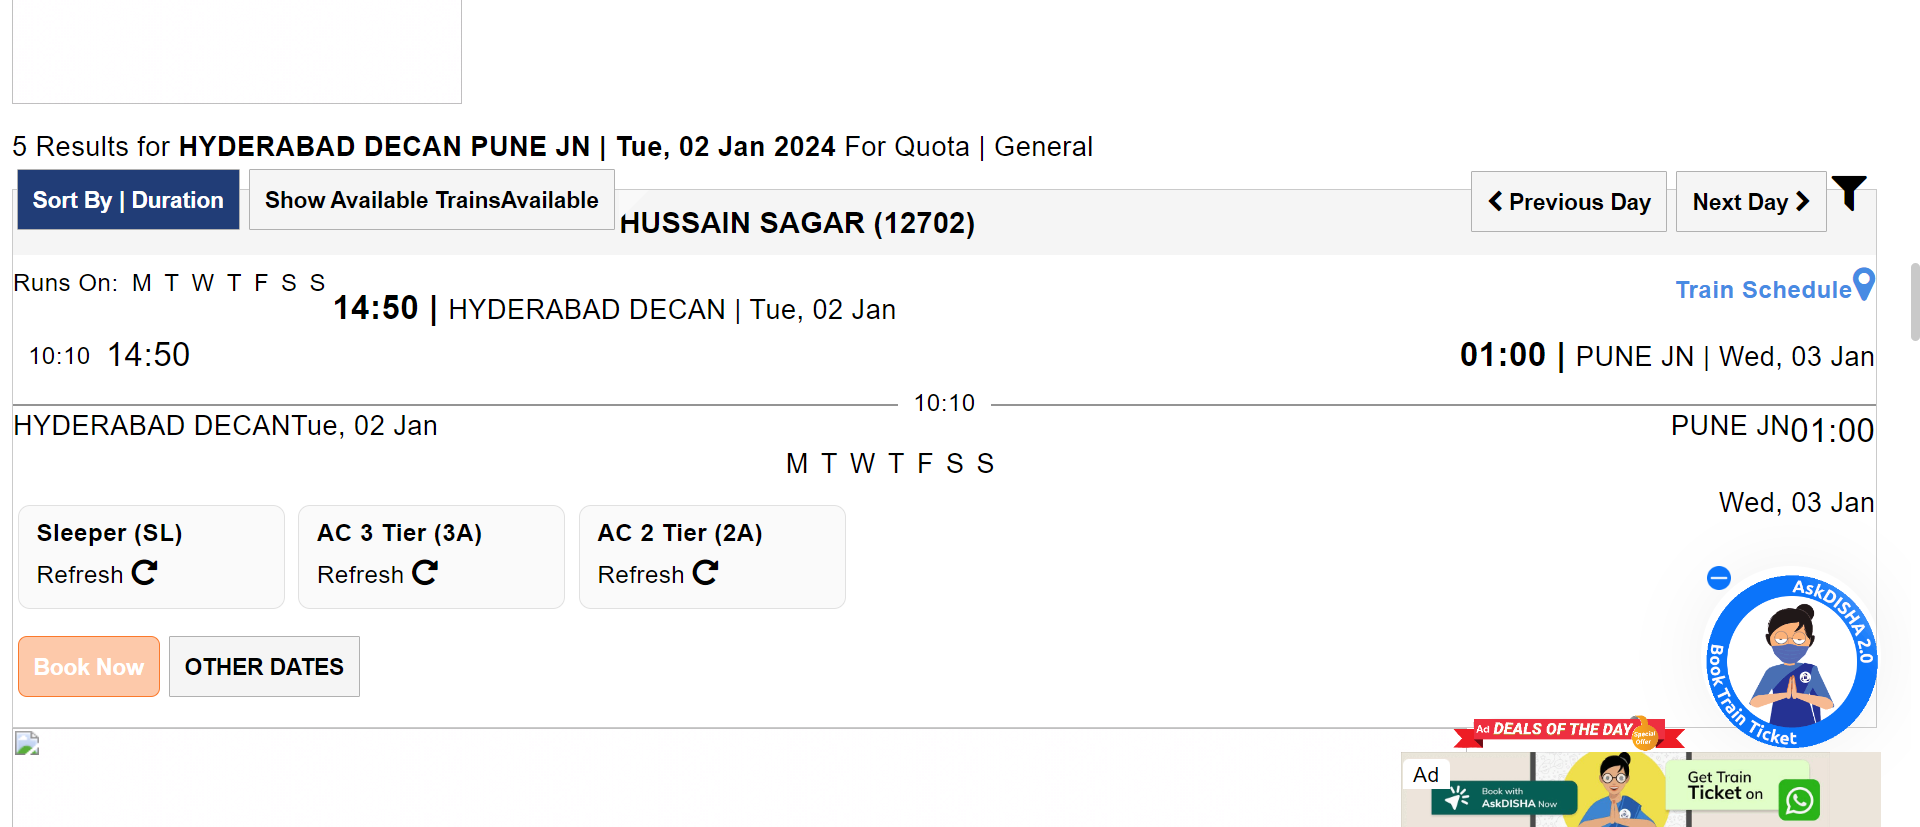 5 Results for HYDERABAD DECAN PUNE JN | Tue, 02 Jan 2024 For Quota | General
Sort By | Duration
Show Available TrainsAvailable
HUSSAIN SAGAR (12702)
Previous Day
Next Day
Runs On: M T W T F S S
14:50 | HYDERABAD DECAN | Tue, 02 Jan
Train Schedule
10:10 14:50
01:00 | PUNE JN | Wed, 03 Jan
10:10
HYDERABAD DECANTue, 02 Jan
PUNE JN01:00
M T W T F S S
Wed, 03 Jan
Sleeper (SL)
Refresh
AC 3 Tier (3A)
Refresh
AC 2 Tier (2A)
Refresh
Book Now
OTHER DATES
AskDISHA 2.0
Book Train Ticket
Ad DEALS OF THE DAY
Special
Offer
Ad
Book with
AskDISHA Now
Get Train
Ticket on